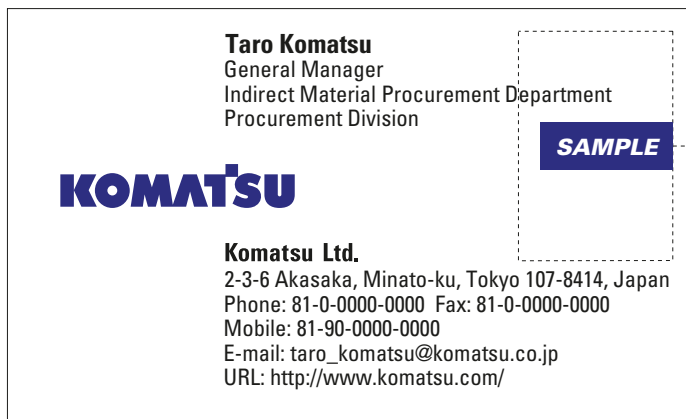 Taro Komatsu
General Manager
Indirect Material Procurement Department
Procurement Division
SAMPLE
KOMATSU
Komatsu Ltd.
2-3-6 Akasaka, Minato-ku, Tokyo 107-8414, Japan
Phone: 81-0-0000-0000 Fax: 81-0-0000-0000
Mobile: 81-90-0000-0000
E-mail: taro_komatsu@komatsu.co.jp
URL: http://www.komatsu.com/